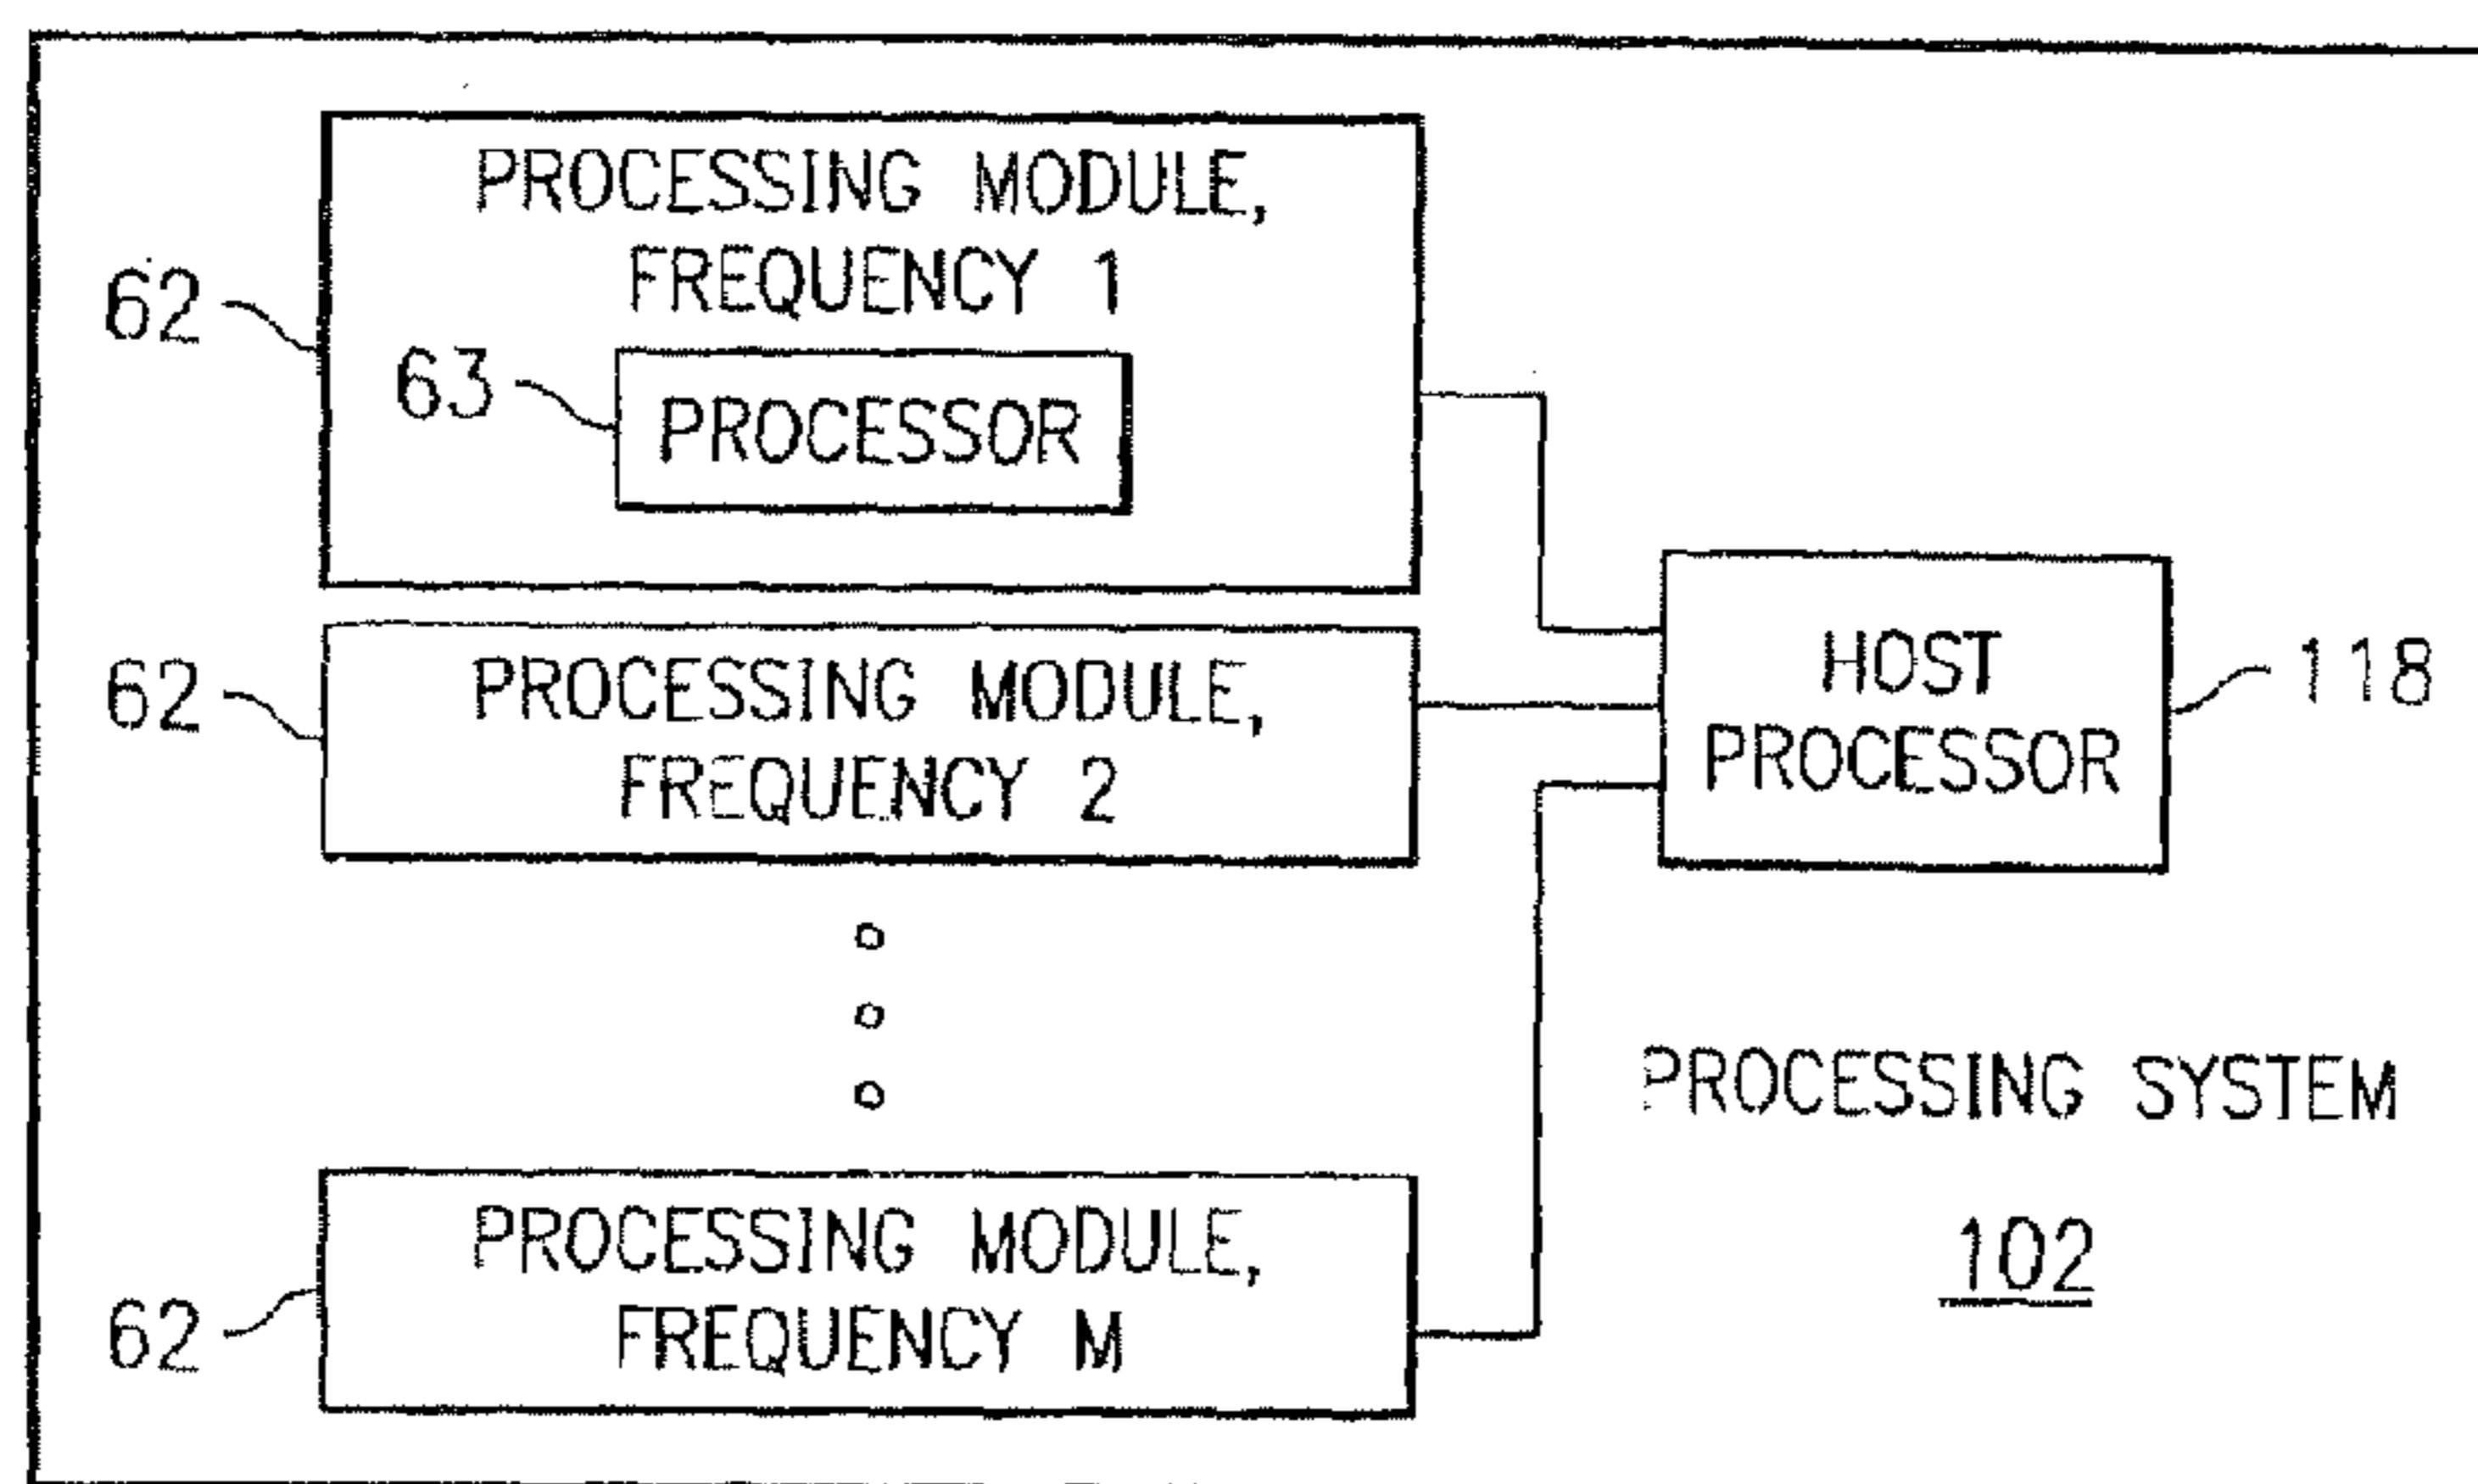 PROCESSING MODULE,
FREQUENCY 1
62
63
PROCESSOR
62
PROCESSING MODULE,
FREQUENCY 2
HOST
PROCESSOR
118
PROCESSING SYSTEM
102
62
PROCESSING MODULE,
FREQUENCY M